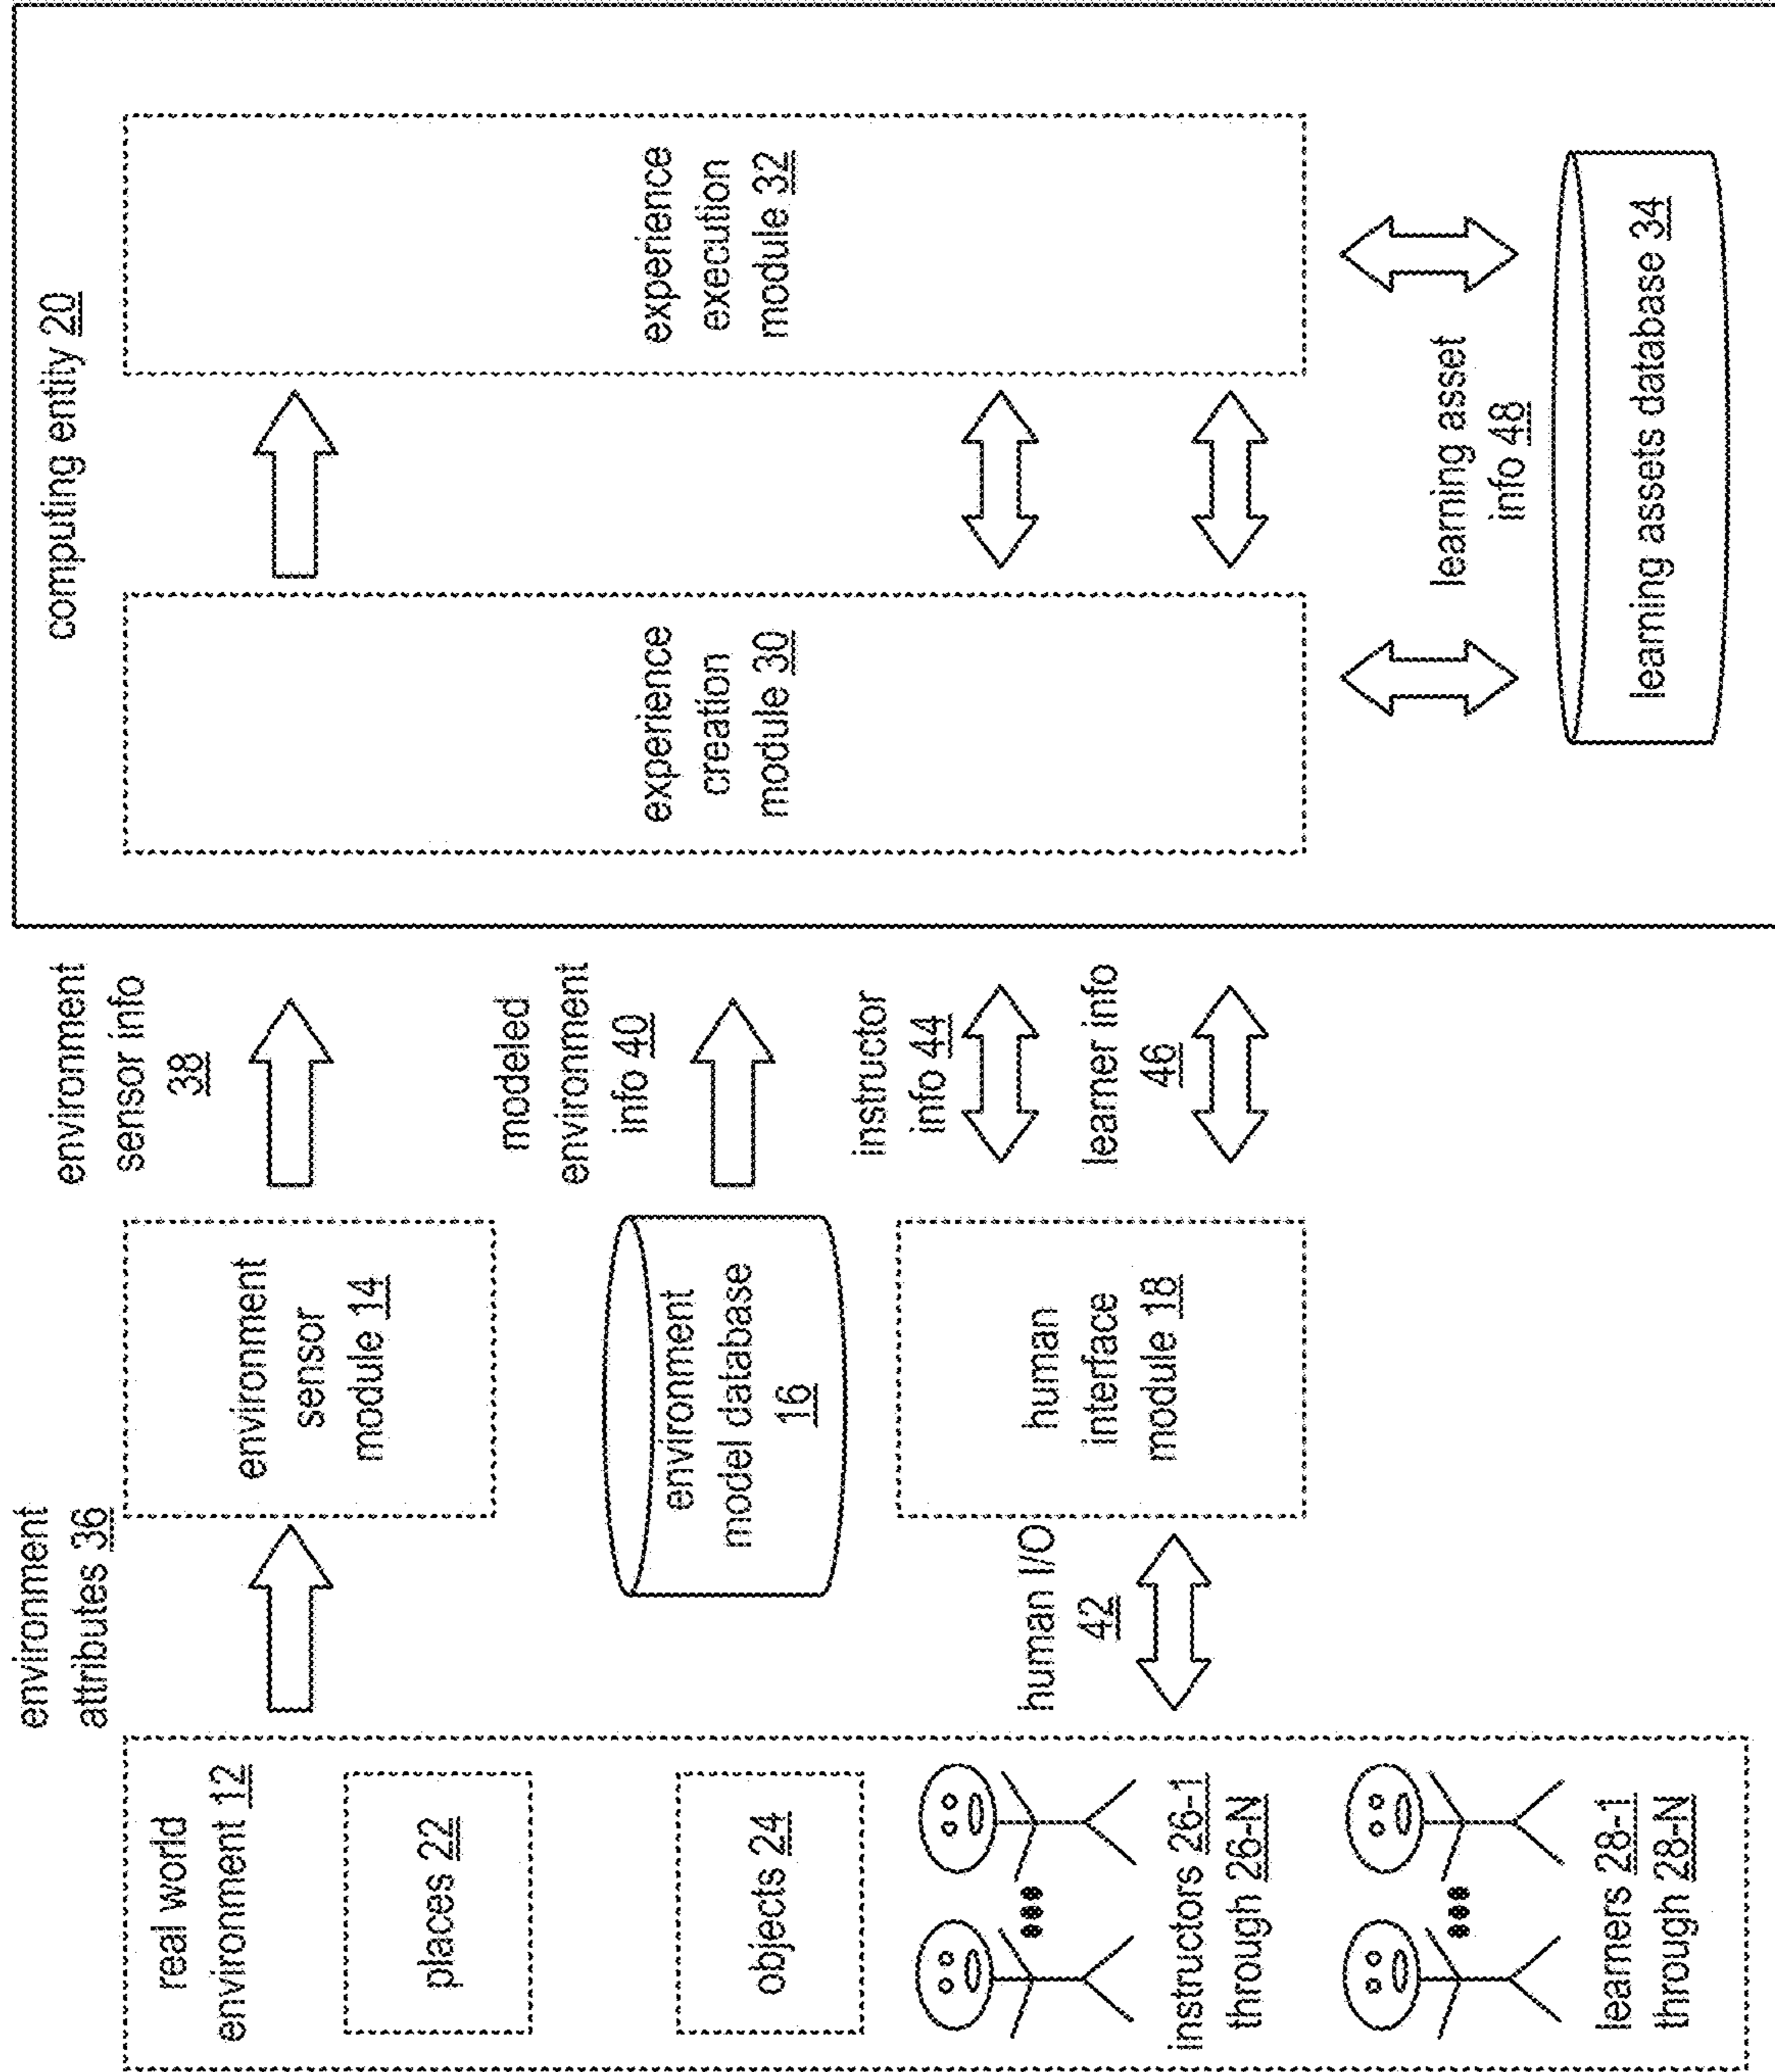 real world
environment 12
places 22
objects 24
instructors 26-1
through 26-N
learners 28-1
through 28-N
environment
attributes 36
human I/O
42
environment
sensor
module 14
environment
model database
16
human
interface
module 18
environment
sensor info
38
modeled
environment
info 40
instructor
info 44
learner info
46
computing entity 20
experience
creation
module 30
experience
execution
module 32
learning asset
info 48
learning assets database 34